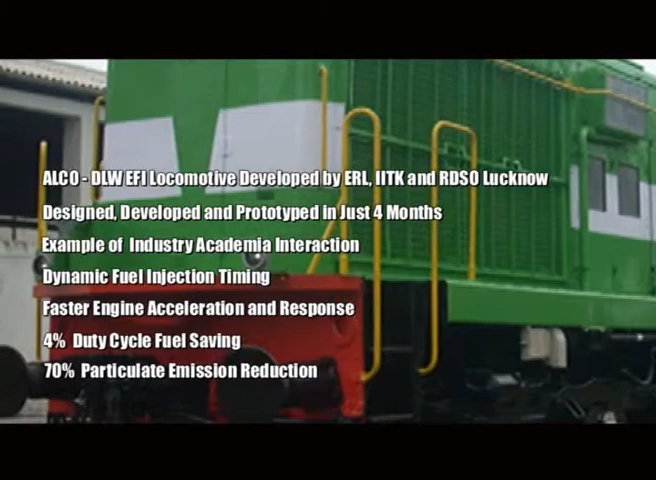 ALCO - DLW EFI Locomotive Developed by ERL, IITK and RDSO Lucknow
Designed, Developed and Prototyped in Just 4 Months
Example of Industry Academia Interaction
Dynamic Fuel Injection Timing
Faster Engine Acceleration and Response
4% Duty Cycle Fuel Saving
70% Particulate Emission Reduction